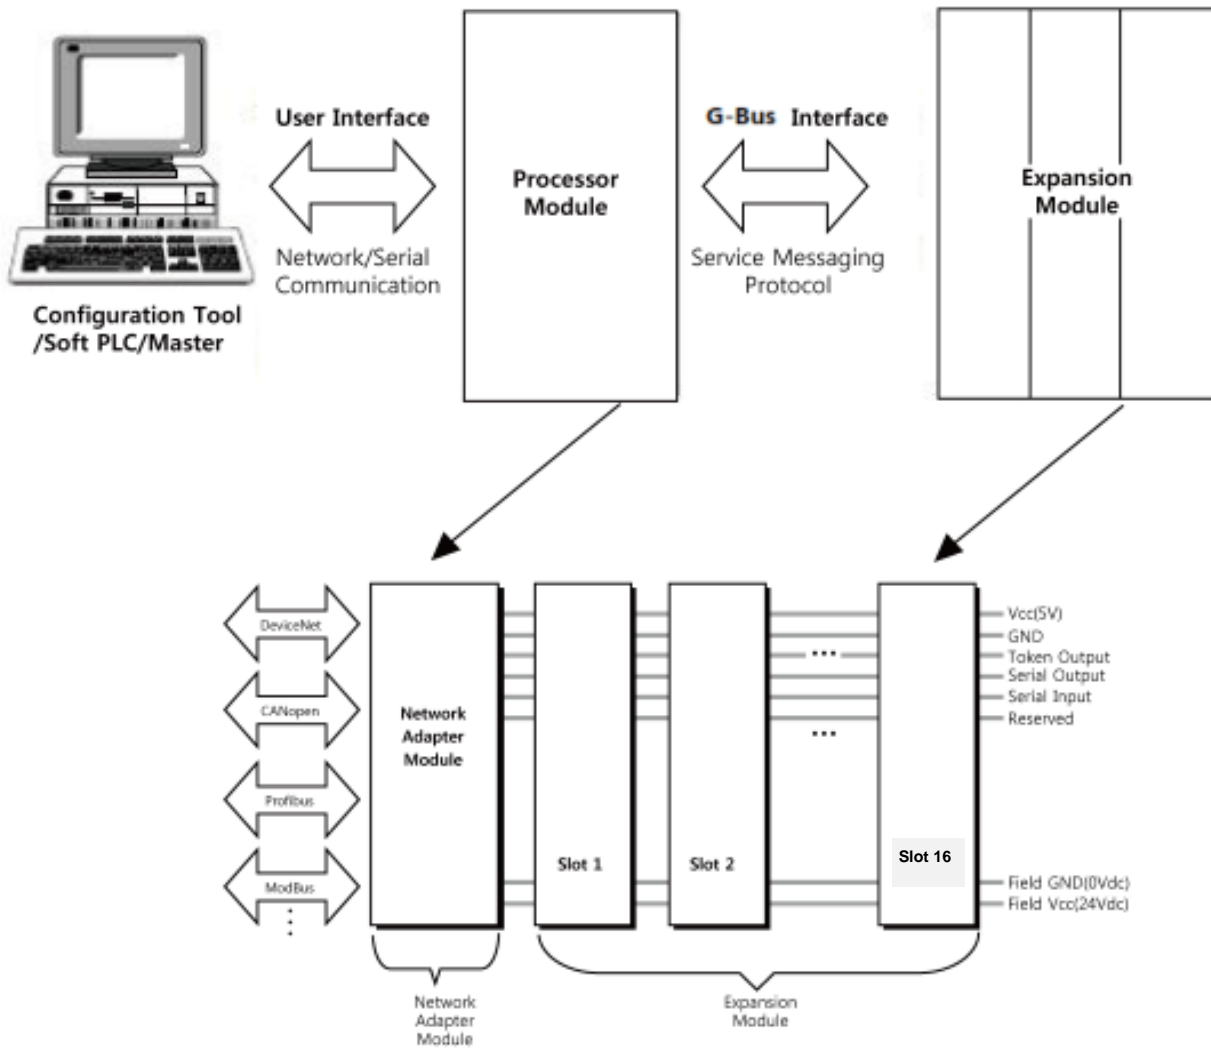 User Interface
G-Bus Interface
Processor
Module
Expansion
Module
Network/Serial
Communication
Service Messaging
Protocol
Configuration Tool
/Soft PLC/Master
DeviceNet
CANopen
Profibus
ModBus
Network
Adapter
Module
Slot 1
Slot 2
Slot 16
Vcc(5V)
GND
Token Output
Serial Output
Serial Input
Reserved
Field GND(0Vdc)
Field Vcc(24Vdc)
Network
Adapter
Module
Expansion
Module